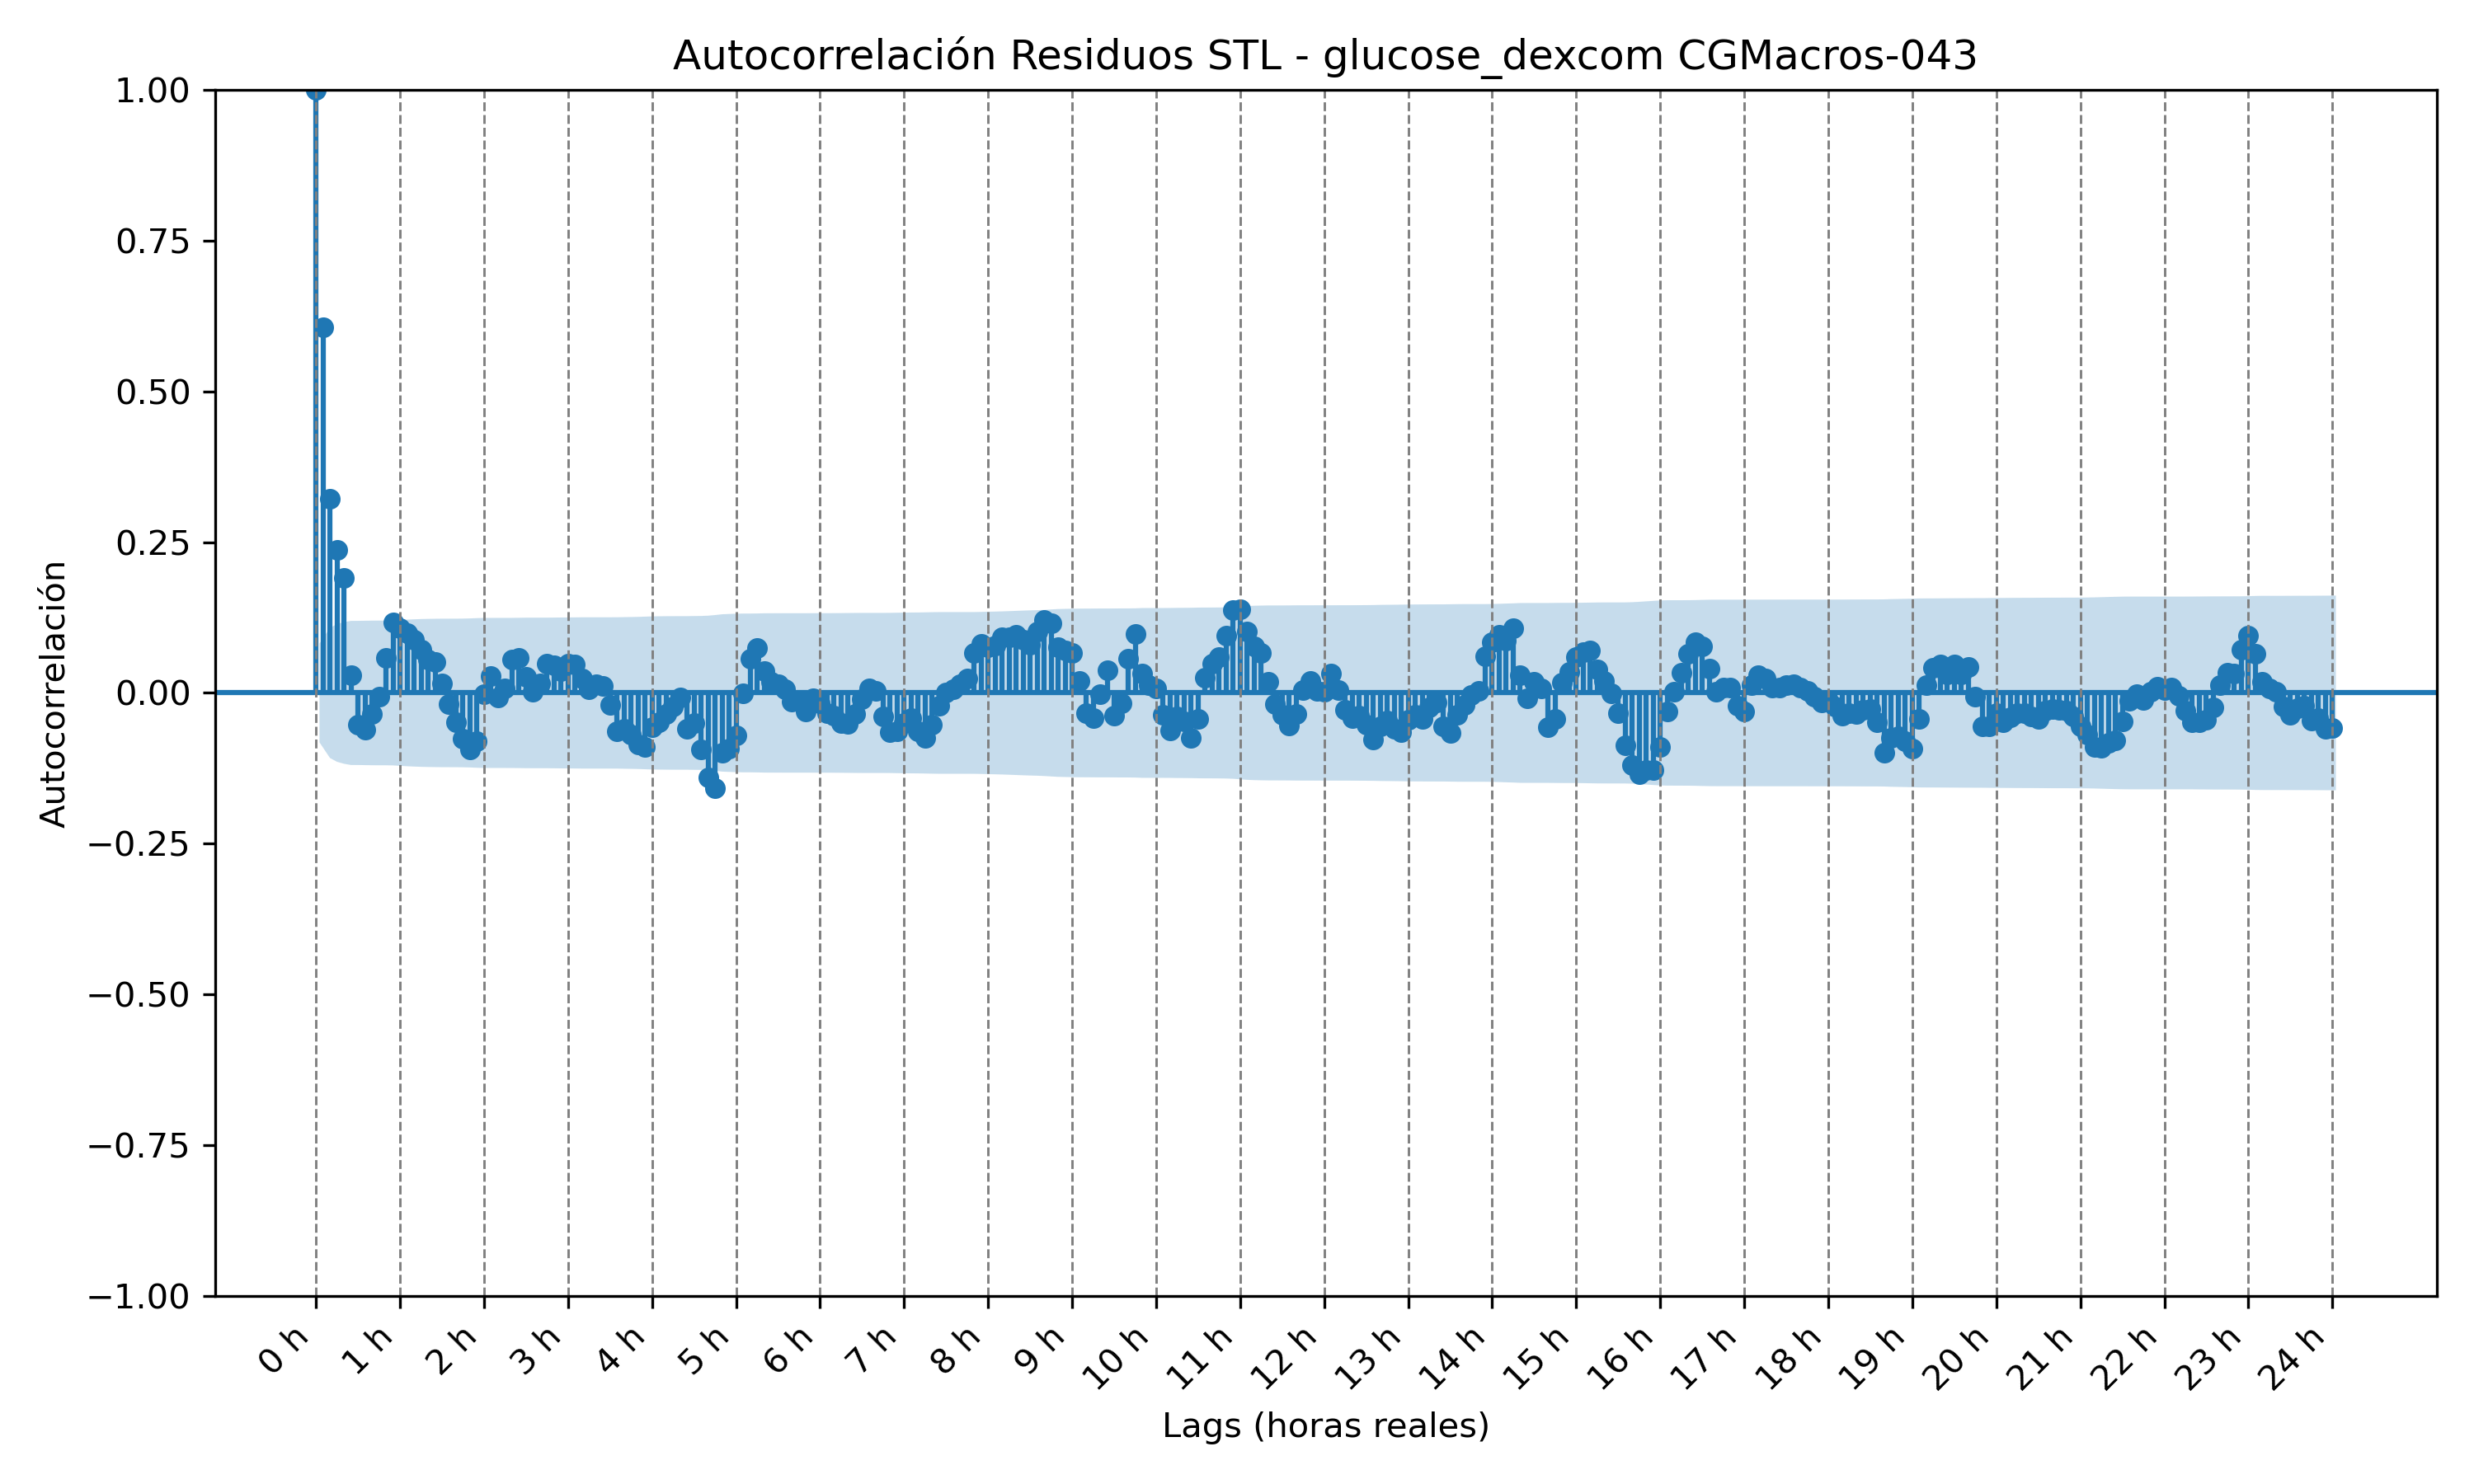 Autocorrelación Residuos STL - glucose_dexcom CGMacros-043
1.00
0.75
0.50
0.25
0.00
−0.25
−0.50
−0.75
−1.00
Autocorrelación
0 h
1 h
2 h
3 h
4 h
5 h
6 h
7 h
8 h
9 h
10 h
11 h
12 h
13 h
14 h
15 h
16 h
17 h
18 h
19 h
20 h
21 h
22 h
23 h
24 h
Lags (horas reales)